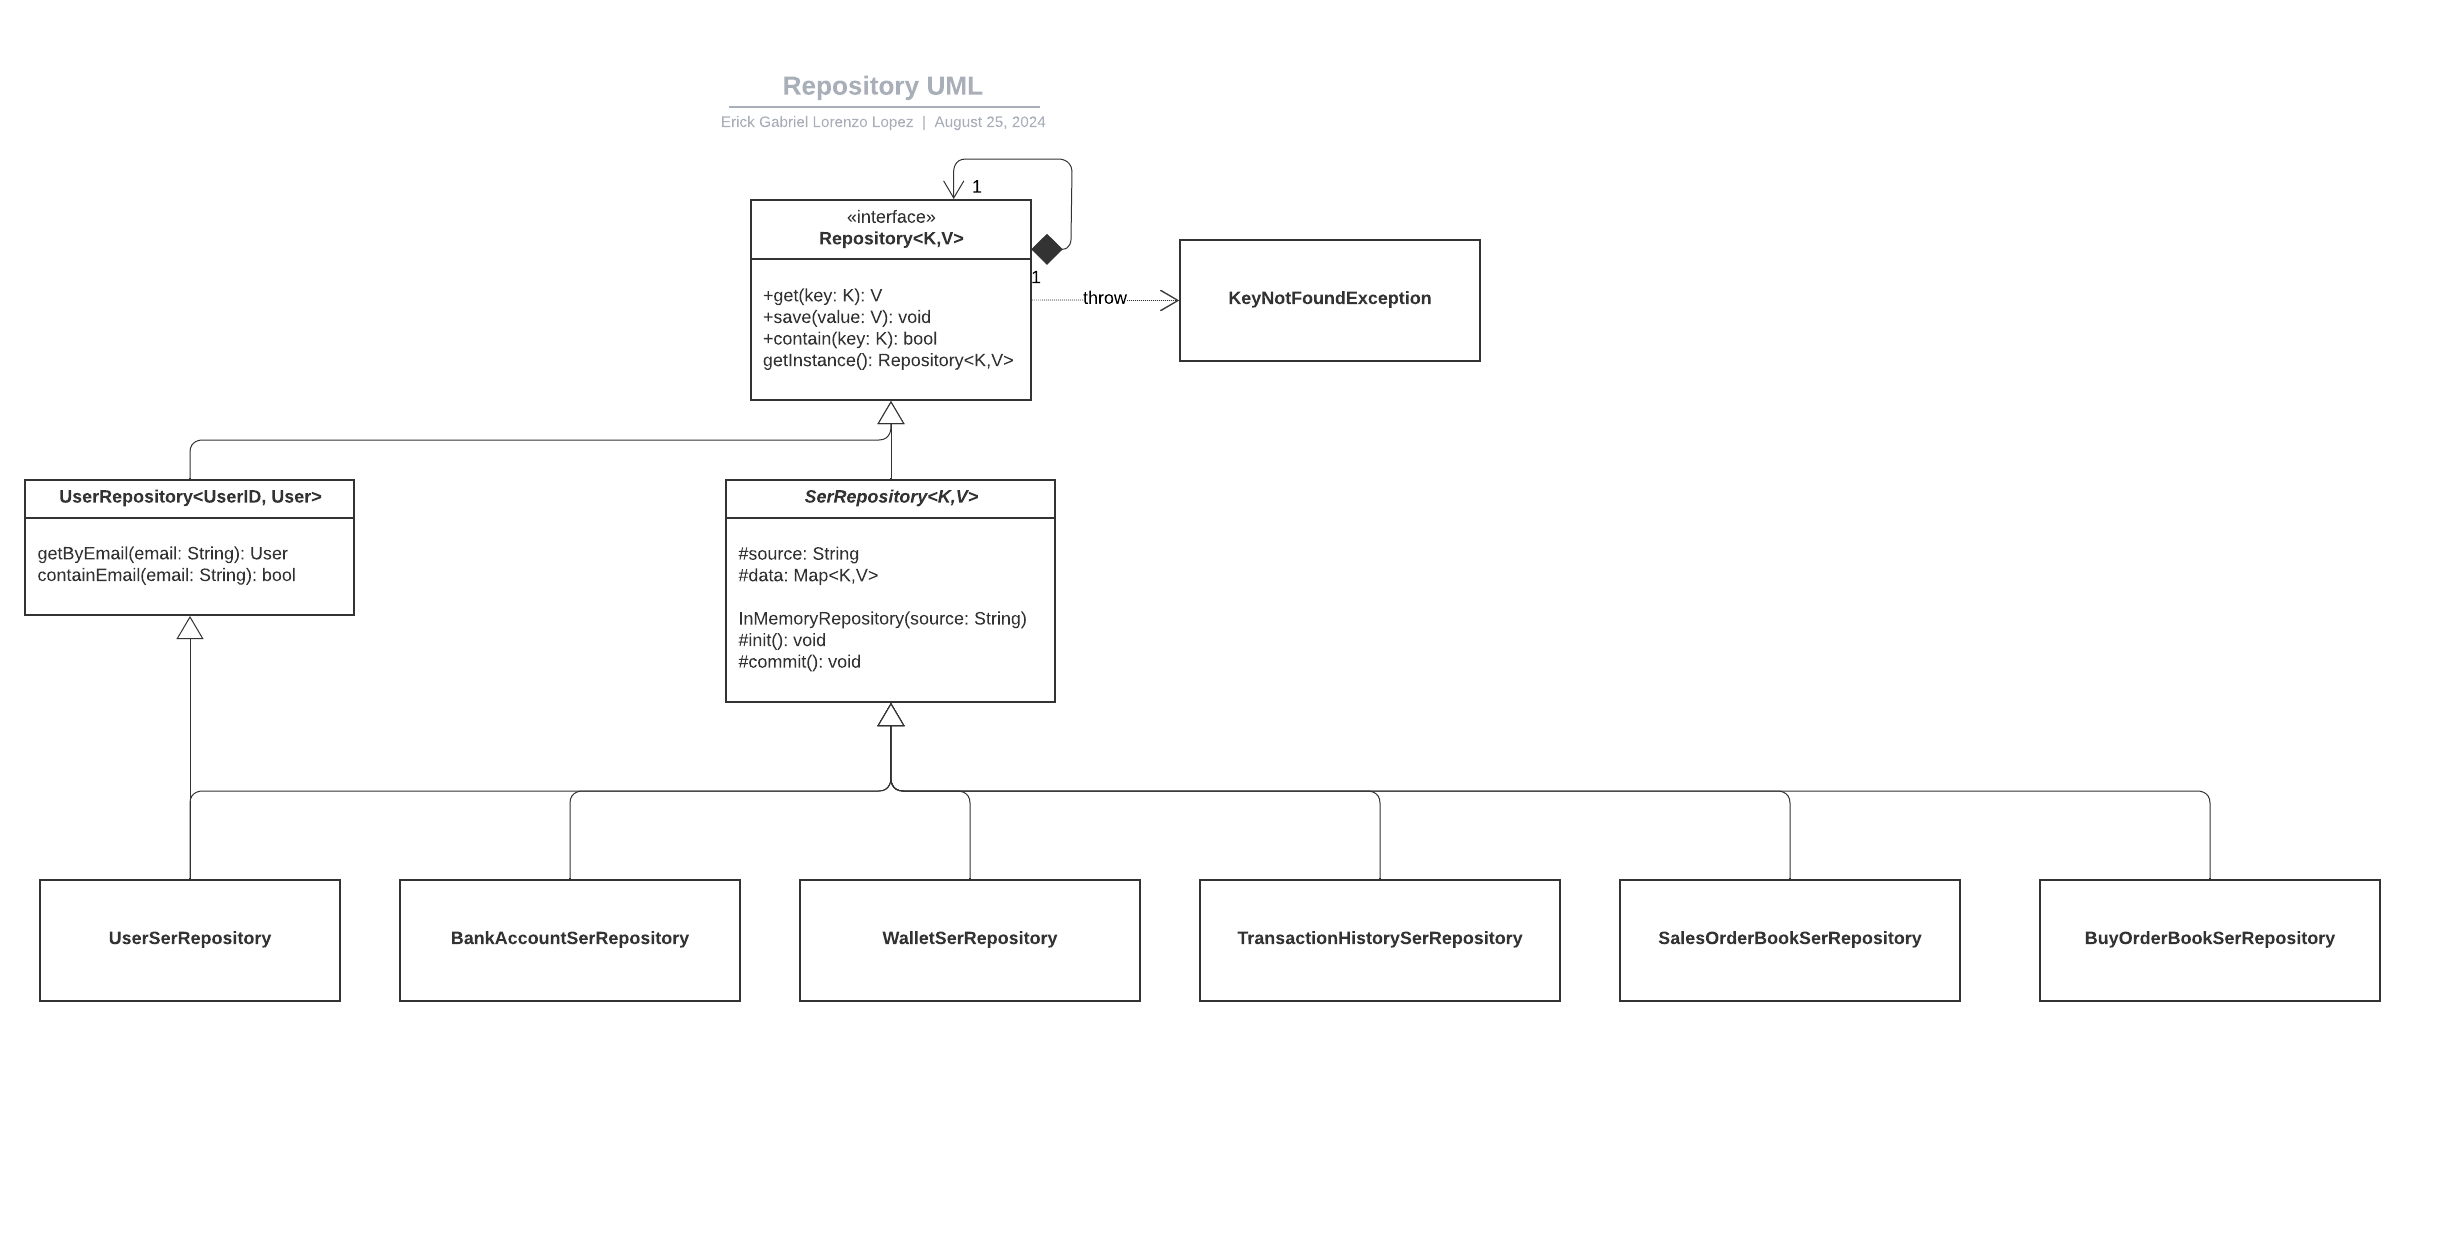 Repository UML
Erick Gabriel Lorenzo Lopez | August 25, 2024
1
«interface»
Repository<K,V>
1
+get(key: K): V
+save(value: V): void
+contain(key: K): bool
getInstance(): Repository<K,V>
throw
KeyNotFoundException
UserRepository<UserID, User>
getByEmail(email: String): User
containEmail(email: String): bool
SerRepository<K,V>
#source: String
#data: Map<K,V>
InMemoryRepository(source: String)
#init(): void
#commit(): void
UserSerRepository
BankAccountSerRepository
WalletSerRepository
TransactionHistorySerRepository
SalesOrderBookSerRepository
BuyOrderBookSerRepository